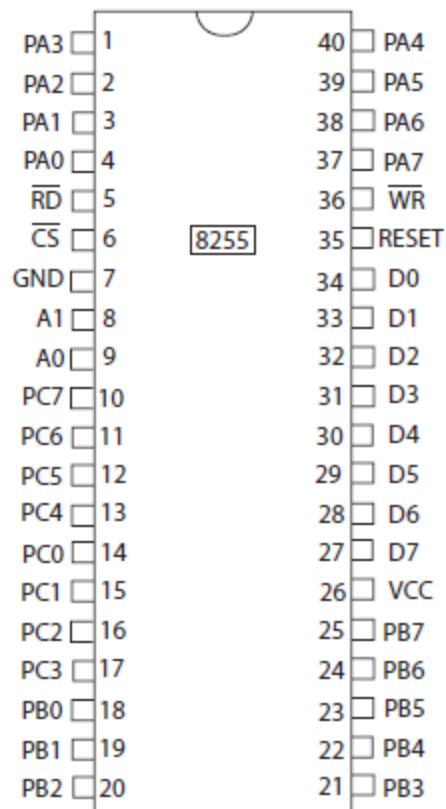 PA3 1 40 PA4
PA2 2 39 PA5
PA1 3 38 PA6
PA0 4 37 PA7
R̅D̅ 5 36 W̅R̅
C̅S̅ 6 8255 35 RESET
GND 7 34 D0
A1 8 33 D1
A0 9 32 D2
PC7 10 31 D3
PC6 11 30 D4
PC5 12 29 D5
PC4 13 28 D6
PC0 14 27 D7
PC1 15 26 VCC
PC2 16 25 PB7
PC3 17 24 PB6
PB0 18 23 PB5
PB1 19 22 PB4
PB2 20 21 PB3